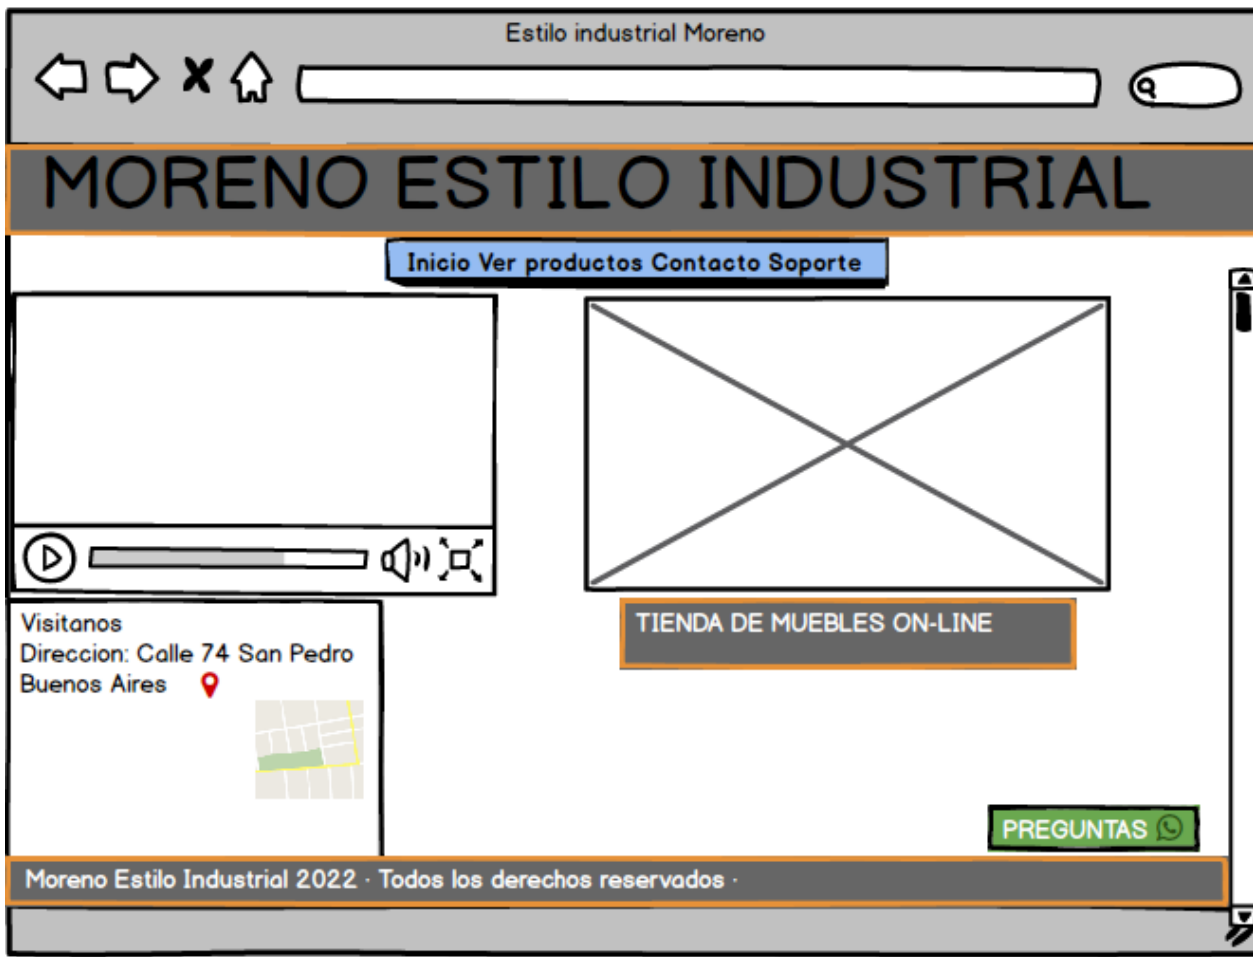 Estilo industrial Moreno
MORENO ESTILO INDUSTRIAL
Inicio Ver productos Contacto Soporte
Visitanos
Direccion: Calle 74 San Pedro
Buenos Aires
TIENDA DE MUEBLES ON-LINE
PREGUNTAS
Moreno Estilo Industrial 2022 · Todos los derechos reservados ·